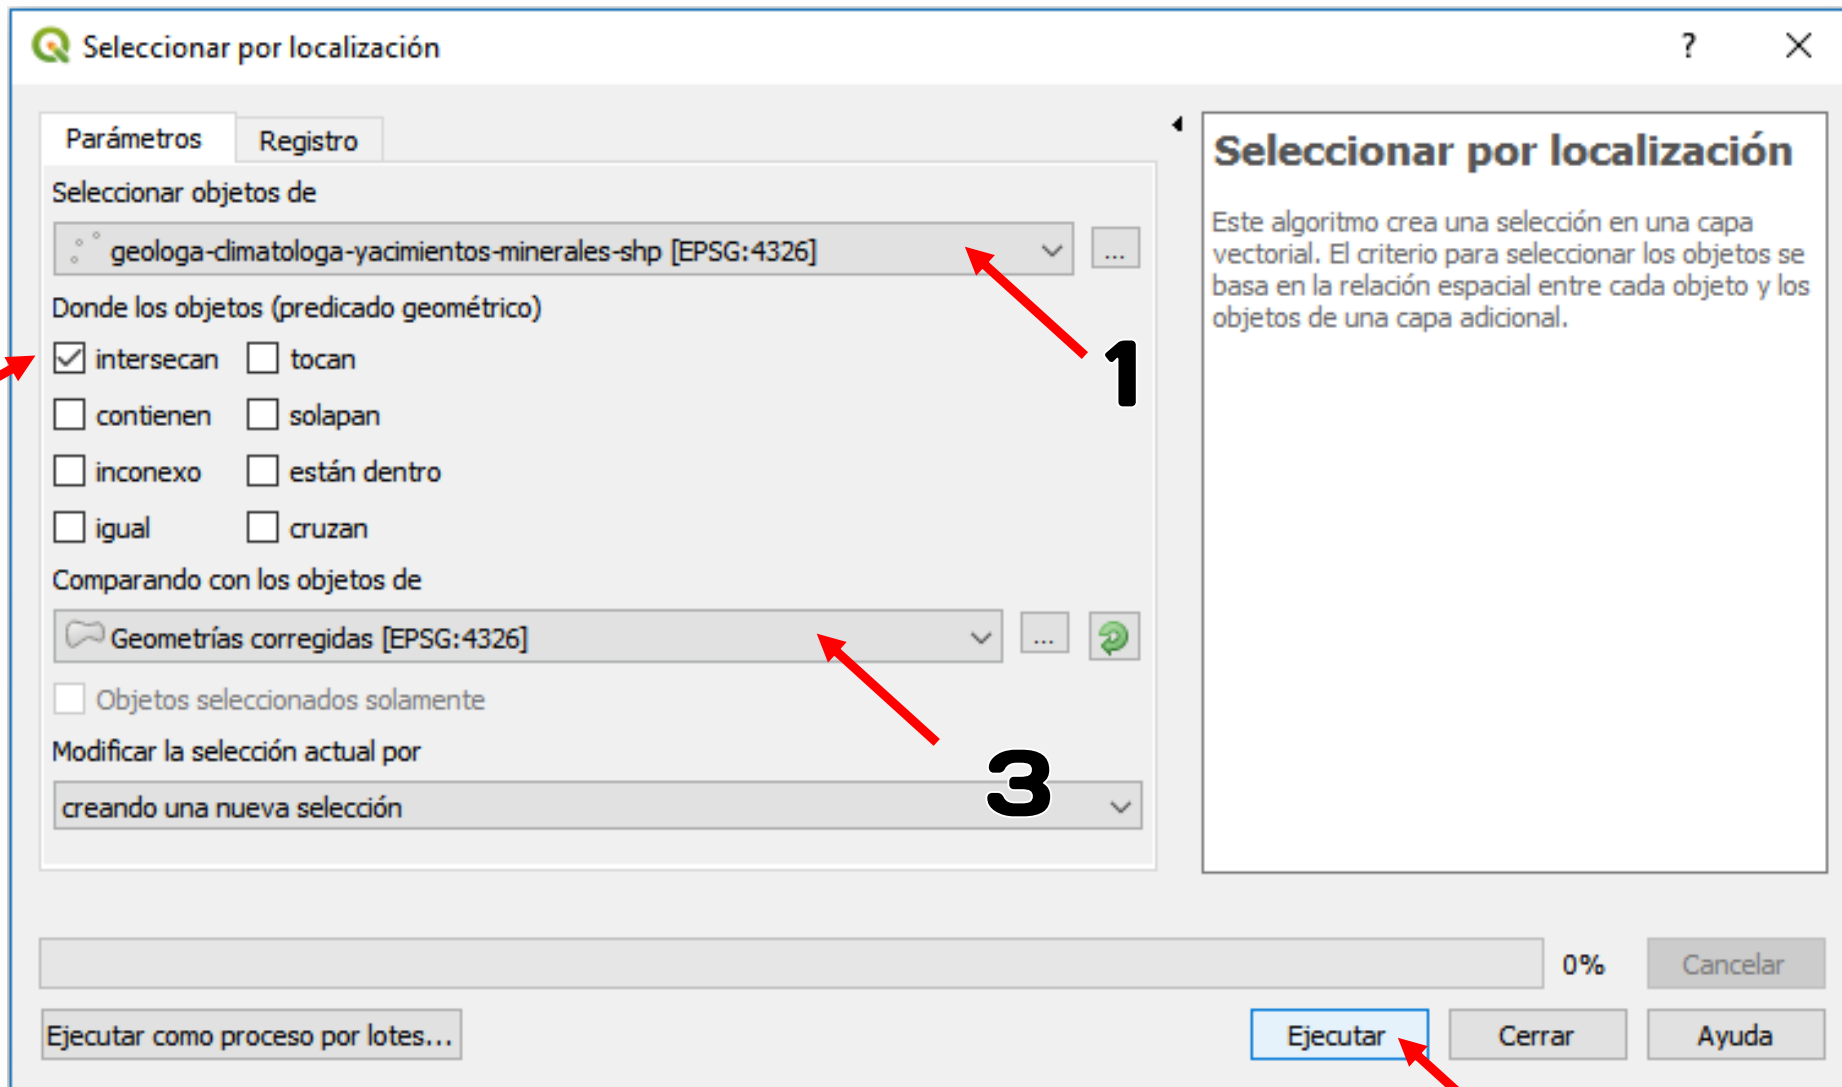 Seleccionar por localización
?
Parámetros Registro
Seleccionar objetos de
geologa-climatologa-yacimientos-minerales-shp [EPSG:4326]
...
Donde los objetos (predicado geométrico)
intersecan tocan
1
contienen solapan
inconexo están dentro
igual cruzan
Comparando con los objetos de
Geometrías corregidas [EPSG:4326]
...
Objetos seleccionados solamente
Modificar la selección actual por
3
creando una nueva selección
Seleccionar por localización
Este algoritmo crea una selección en una capa
vectorial. El criterio para seleccionar los objetos se
basa en la relación espacial entre cada objeto y los
objetos de una capa adicional.
0% Cancelar
Ejecutar como proceso por lotes... Ejecutar Cerrar Ayuda